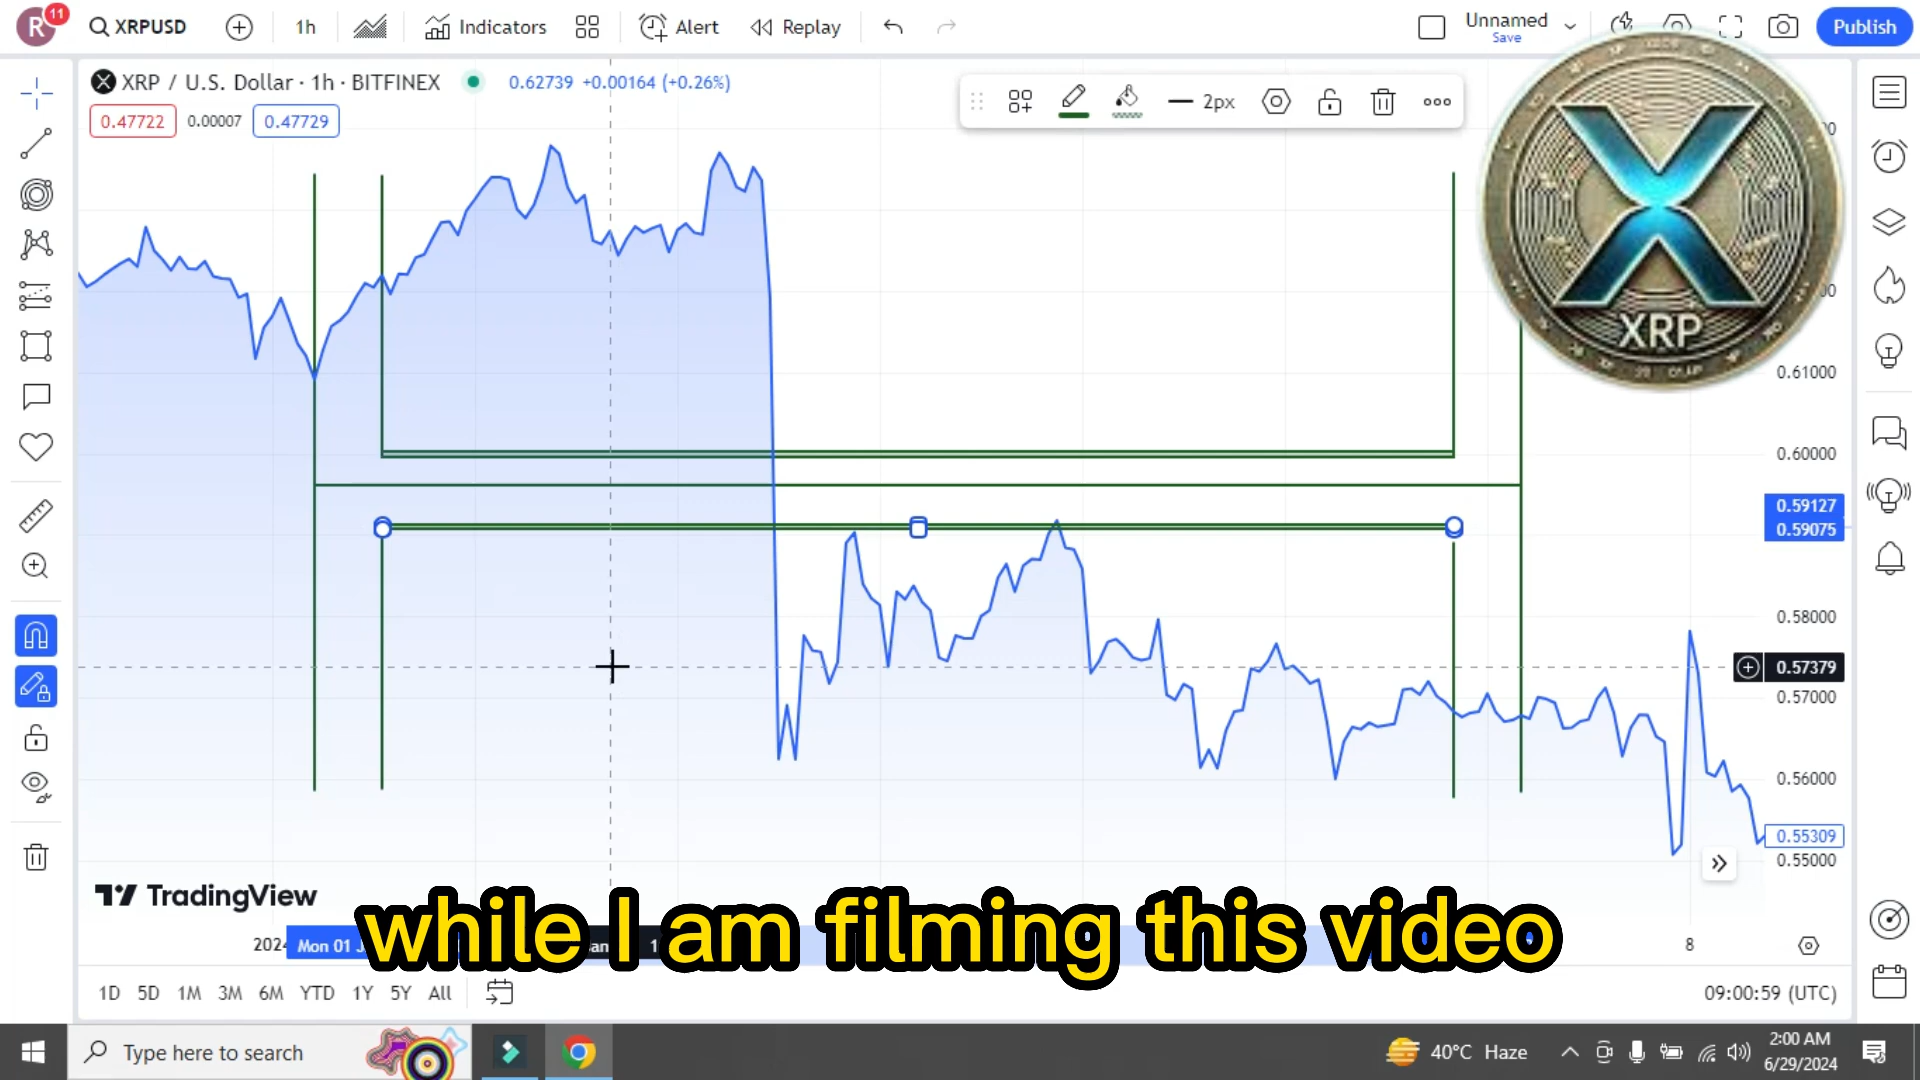 R
11
XRPUSD
1h
Indicators
Alert
Replay
Unnamed
Save
Publish
XRP / U.S. Dollar · 1h · BITFINEX
0.62739 +0.00164 (+0.26%)
0.47722
0.00007
0.47729
2px
XRP
0.61000
0.60000
0.59127
0.59075
0.58000
0.57379
0.57000
0.56000
0.55309
0.55000
TradingView
while I am filming this video
Mon 01
8
1D 5D 1M 3M 6M YTD 1Y 5Y All
09:00:59 (UTC)
Type here to search
40°C Haze
2:00 AM
6/29/2024